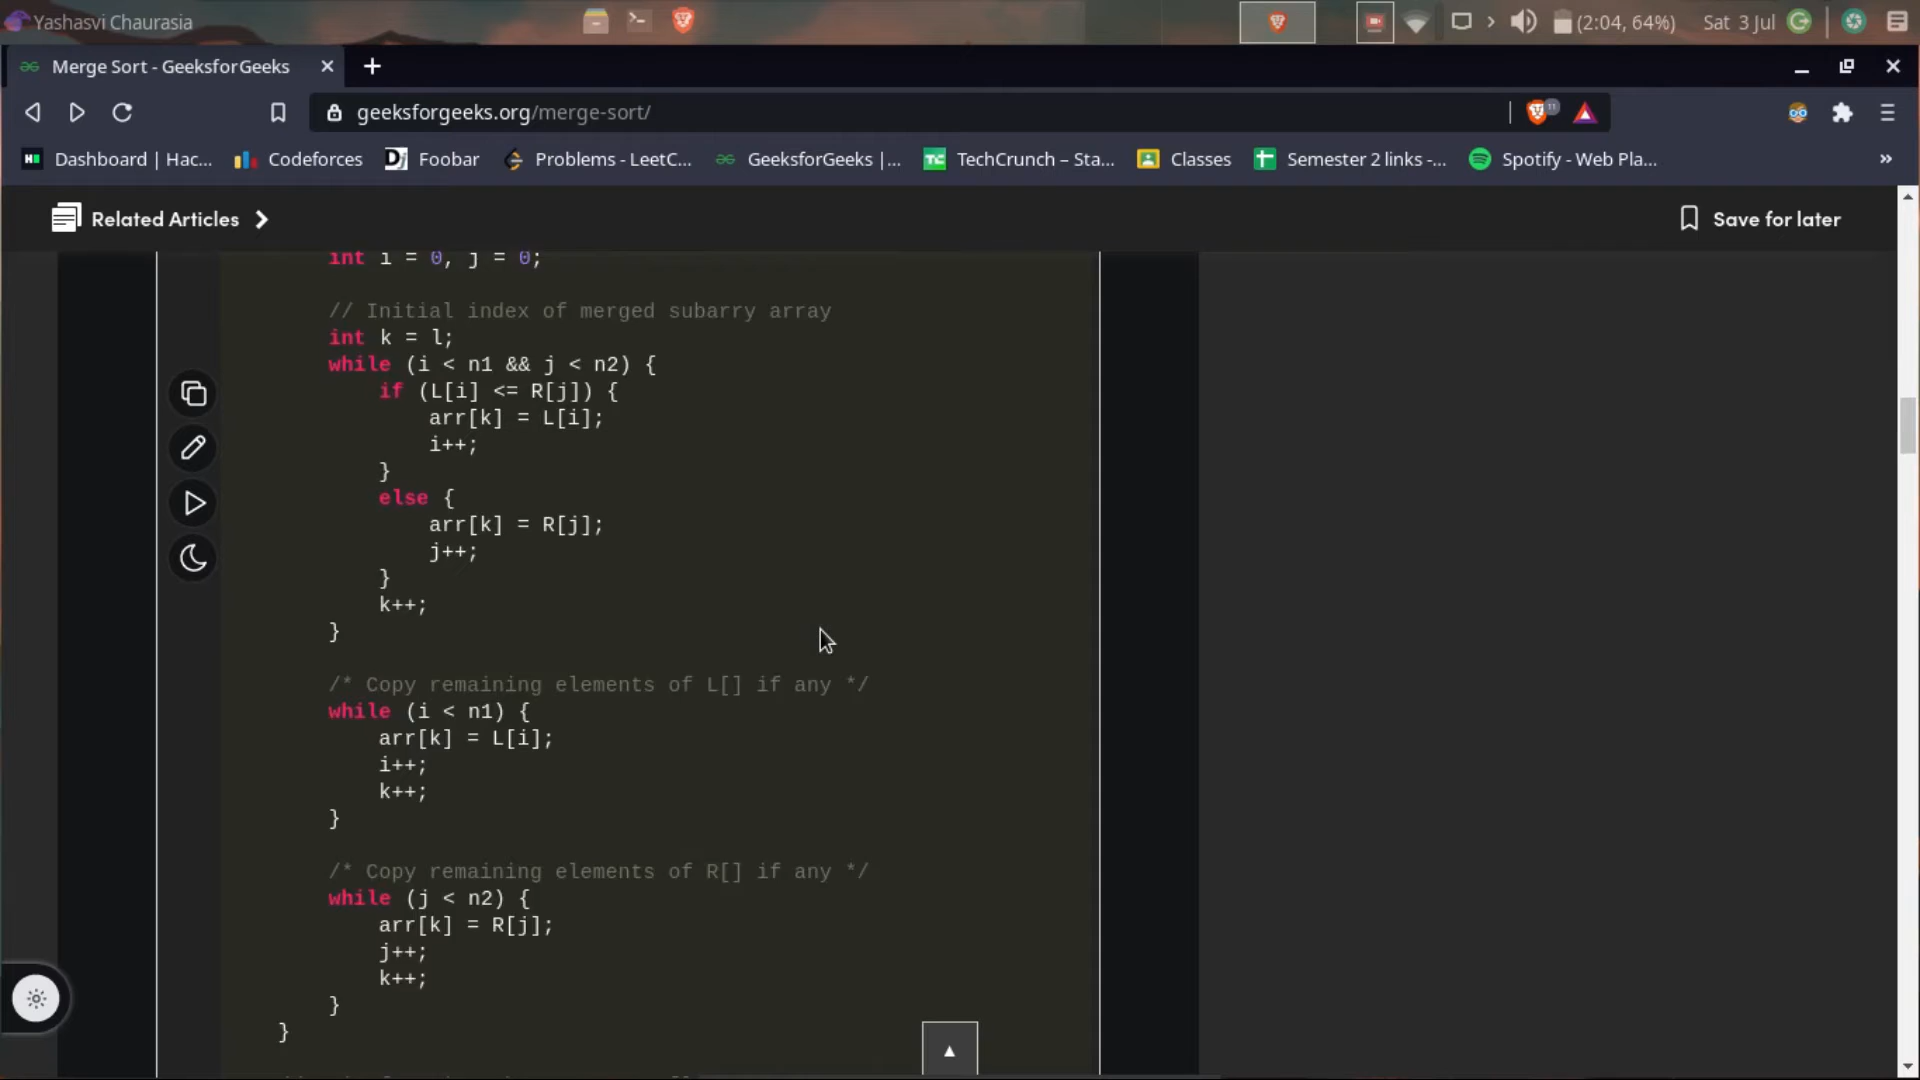 Yashasvi Chaurasia
(2:04, 64%)
Sat 3 Jul
Merge Sort - GeeksforGeeks
geeksforgeeks.org/merge-sort/
11
Dashboard | Hac...
Codeforces
Foobar
Problems - LeetC...
GeeksforGeeks |...
TechCrunch – Sta...
Classes
Semester 2 links -...
Spotify - Web Pla...
Related Articles
Save for later
int i = 0, j = 0;
// Initial index of merged subarry array
int k = l;
while (i < n1 && j < n2) {
if (L[i] <= R[j]) {
arr[k] = L[i];
i++;
}
else {
arr[k] = R[j];
j++;
}
k++;
}
/* Copy remaining elements of L[] if any */
while (i < n1) {
arr[k] = L[i];
i++;
k++;
}
/* Copy remaining elements of R[] if any */
while (j < n2) {
arr[k] = R[j];
j++;
k++;
}
}